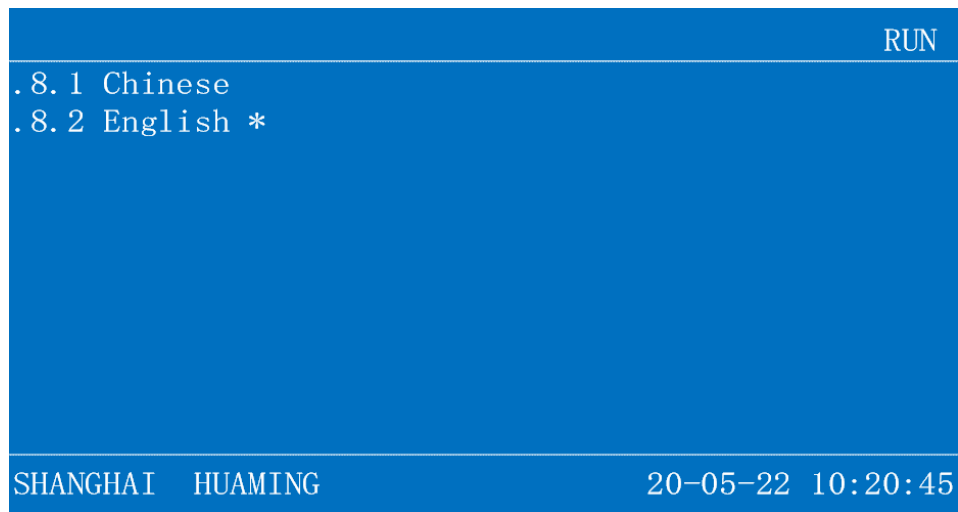 RUN
.8.1 Chinese
.8.2 English *
SHANGHAI HUAMING 20-05-22 10:20:45